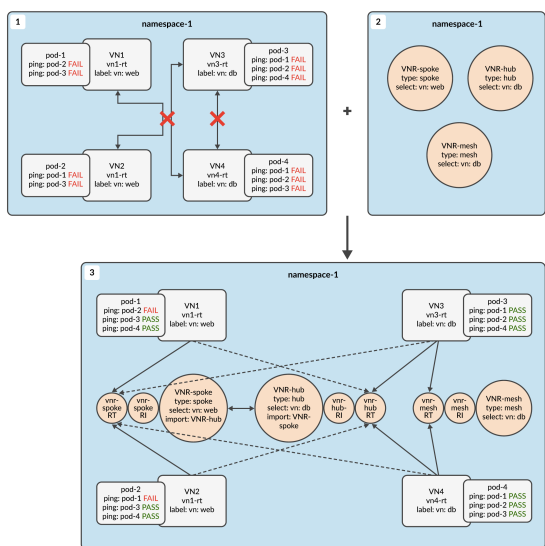 1
namespace-1
pod-1
ping: pod-2 FAIL
ping: pod-3 FAIL
VN1
vn1-rt
label: vn: web
VN3
vn3-rt
label: vn: db
pod-3
ping: pod-1 FAIL
ping: pod-2 FAIL
ping: pod-4 FAIL
pod-2
ping: pod-1 FAIL
ping: pod-3 FAIL
VN2
vn1-rt
label: vn: web
VN4
vn4-rt
label: vn: db
pod-4
ping: pod-1 FAIL
ping: pod-2 FAIL
ping: pod-3 FAIL
+
2
namespace-1
VNR-spoke
type: spoke
select: vn: web
VNR-hub
type: hub
select: vn: db
VNR-mesh
type: mesh
select: vn: db
3
namespace-1
pod-1
ping: pod-2 FAIL
ping: pod-3 PASS
ping: pod-4 PASS
VN1
vn1-rt
label: vn: web
VN3
vn3-rt
label: vn: db
pod-3
ping: pod-1 PASS
ping: pod-2 PASS
ping: pod-4 PASS
vnr-
spoke
RT
vnr-
spoke
RI
VNR-spoke
type: spoke
select: vn: web
import: VNR-hub
VNR-hub
type: hub
select: vn: db
import: VNR-
spoke
vnr-
hub-
RI
vnr-
hub
RT
vnr-
mesh
RT
vnr-
mesh
RI
VNR-mesh
type: mesh
select: vn: db
pod-2
ping: pod-1 FAIL
ping: pod-3 PASS
ping: pod-4 PASS
VN2
vn1-rt
label: vn: web
VN4
vn4-rt
label: vn: db
pod-4
ping: pod-1 PASS
ping: pod-2 PASS
ping: pod-3 PASS